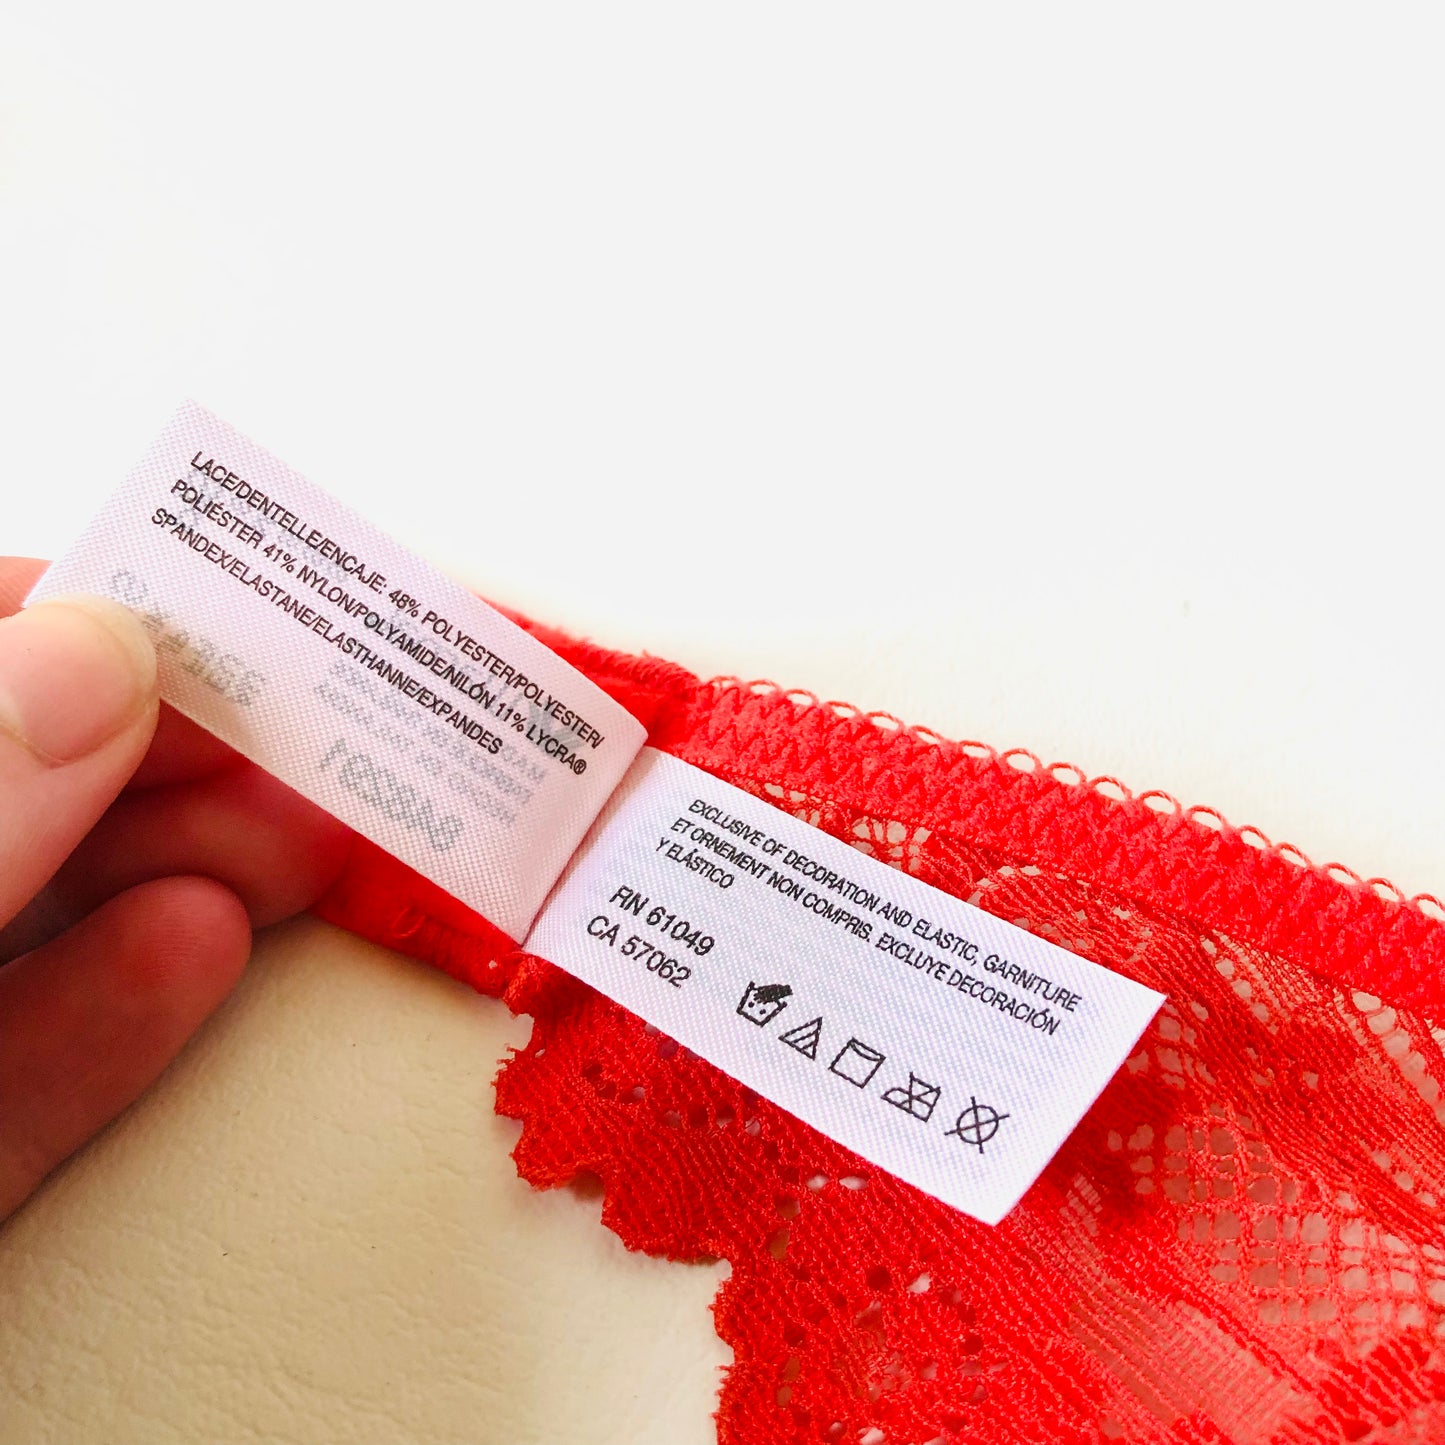 LACE/DENTELLE/ENCAJE: 48% POLYESTER/POLYESTER/
POLIÉSTER 41% NYLON/POLYAMIDE/NILÓN 11% LYCRA®
SPANDEX/ELASTANE/ELASTHANNE/EXPANDES
EXCLUSIVE OF DECORATION AND ELASTIC, GARNITURE
ET ORNEMENT NON COMPRIS. EXCLUYE DECORACIÓN
Y ELÁSTICO
RN 61049
CA 57062